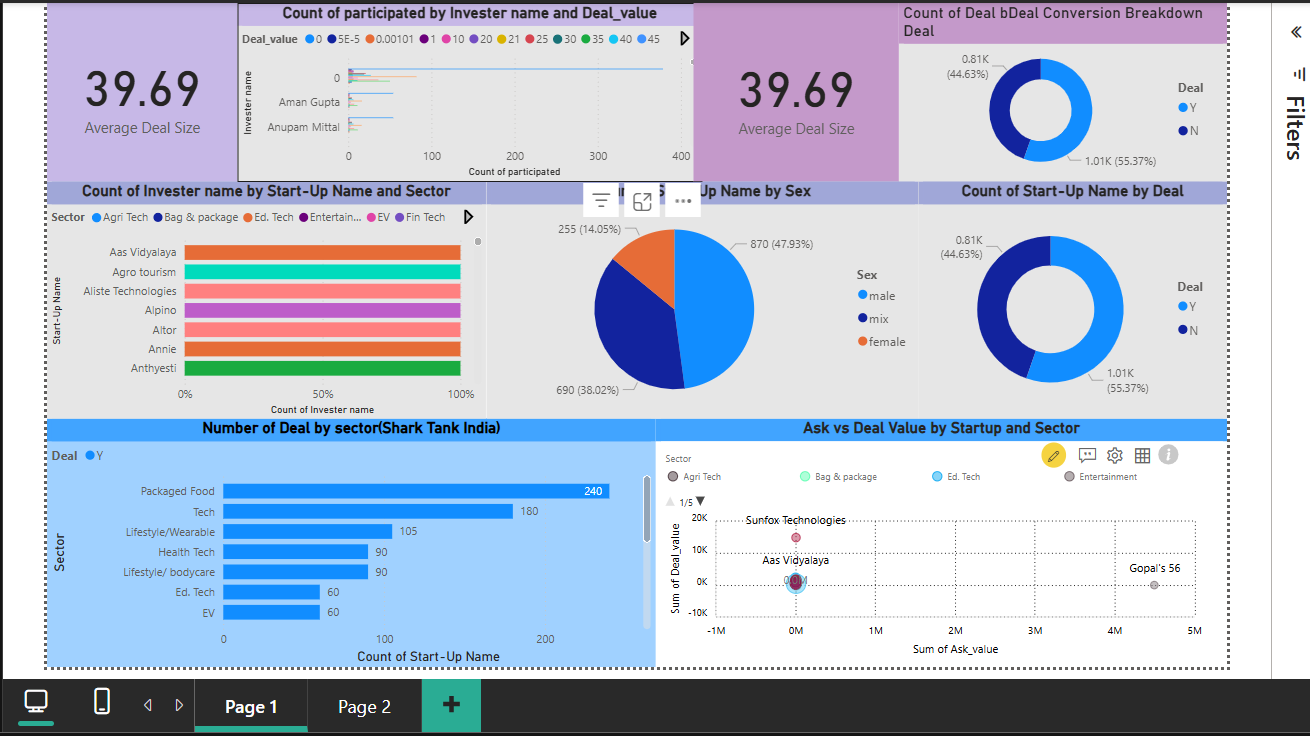 39.69
Average Deal Size
Count of participated by Invester name and Deal_value
Deal_value 0 5E-5 0.00101 1 10 20 21 25 30 35 40 45
Invester name
0
Aman Gupta
Anupam Mittal
0 100 200 300 400
Count of participated
39.69
Average Deal Size
Count of Deal bDeal Conversion Breakdown
Deal
0.81K
(44.63%)
1.01K (55.37%)
Deal
Y
N
Filters
Count of Invester name by Start-Up Name and Sector
Sector Agri Tech Bag & package Ed. Tech Entertain... EV Fin Tech
Start-Up Name
Aas Vidyalaya
Agro tourism
Aliste Technologies
Alpino
Altor
Annie
Anthyesti
0% 50% 100%
Count of Invester name
Up Name by Sex
255 (14.05%)
870 (47.93%)
690 (38.02%)
Sex
male
mix
female
Count of Start-Up Name by Deal
0.81K
(44.63%)
1.01K
(55.37%)
Deal
Y
N
Number of Deal by sector(Shark Tank India)
Deal Y
Sector
Packaged Food 240
Tech 180
Lifestyle/Wearable 105
Health Tech 90
Lifestyle/ bodycare 90
Ed. Tech 60
EV 60
0 100 200
Count of Start-Up Name
Ask vs Deal Value by Startup and Sector
Sector
Agri Tech Bag & package Ed. Tech Entertainment
1/5
Sum of Deal_value
20K
10K
0K
-10K
Sunfox Technologies
Aas Vidyalaya
Gopal's 56
-1M 0M 1M 2M 3M 4M 5M
Sum of Ask_value
Page 1 Page 2 +